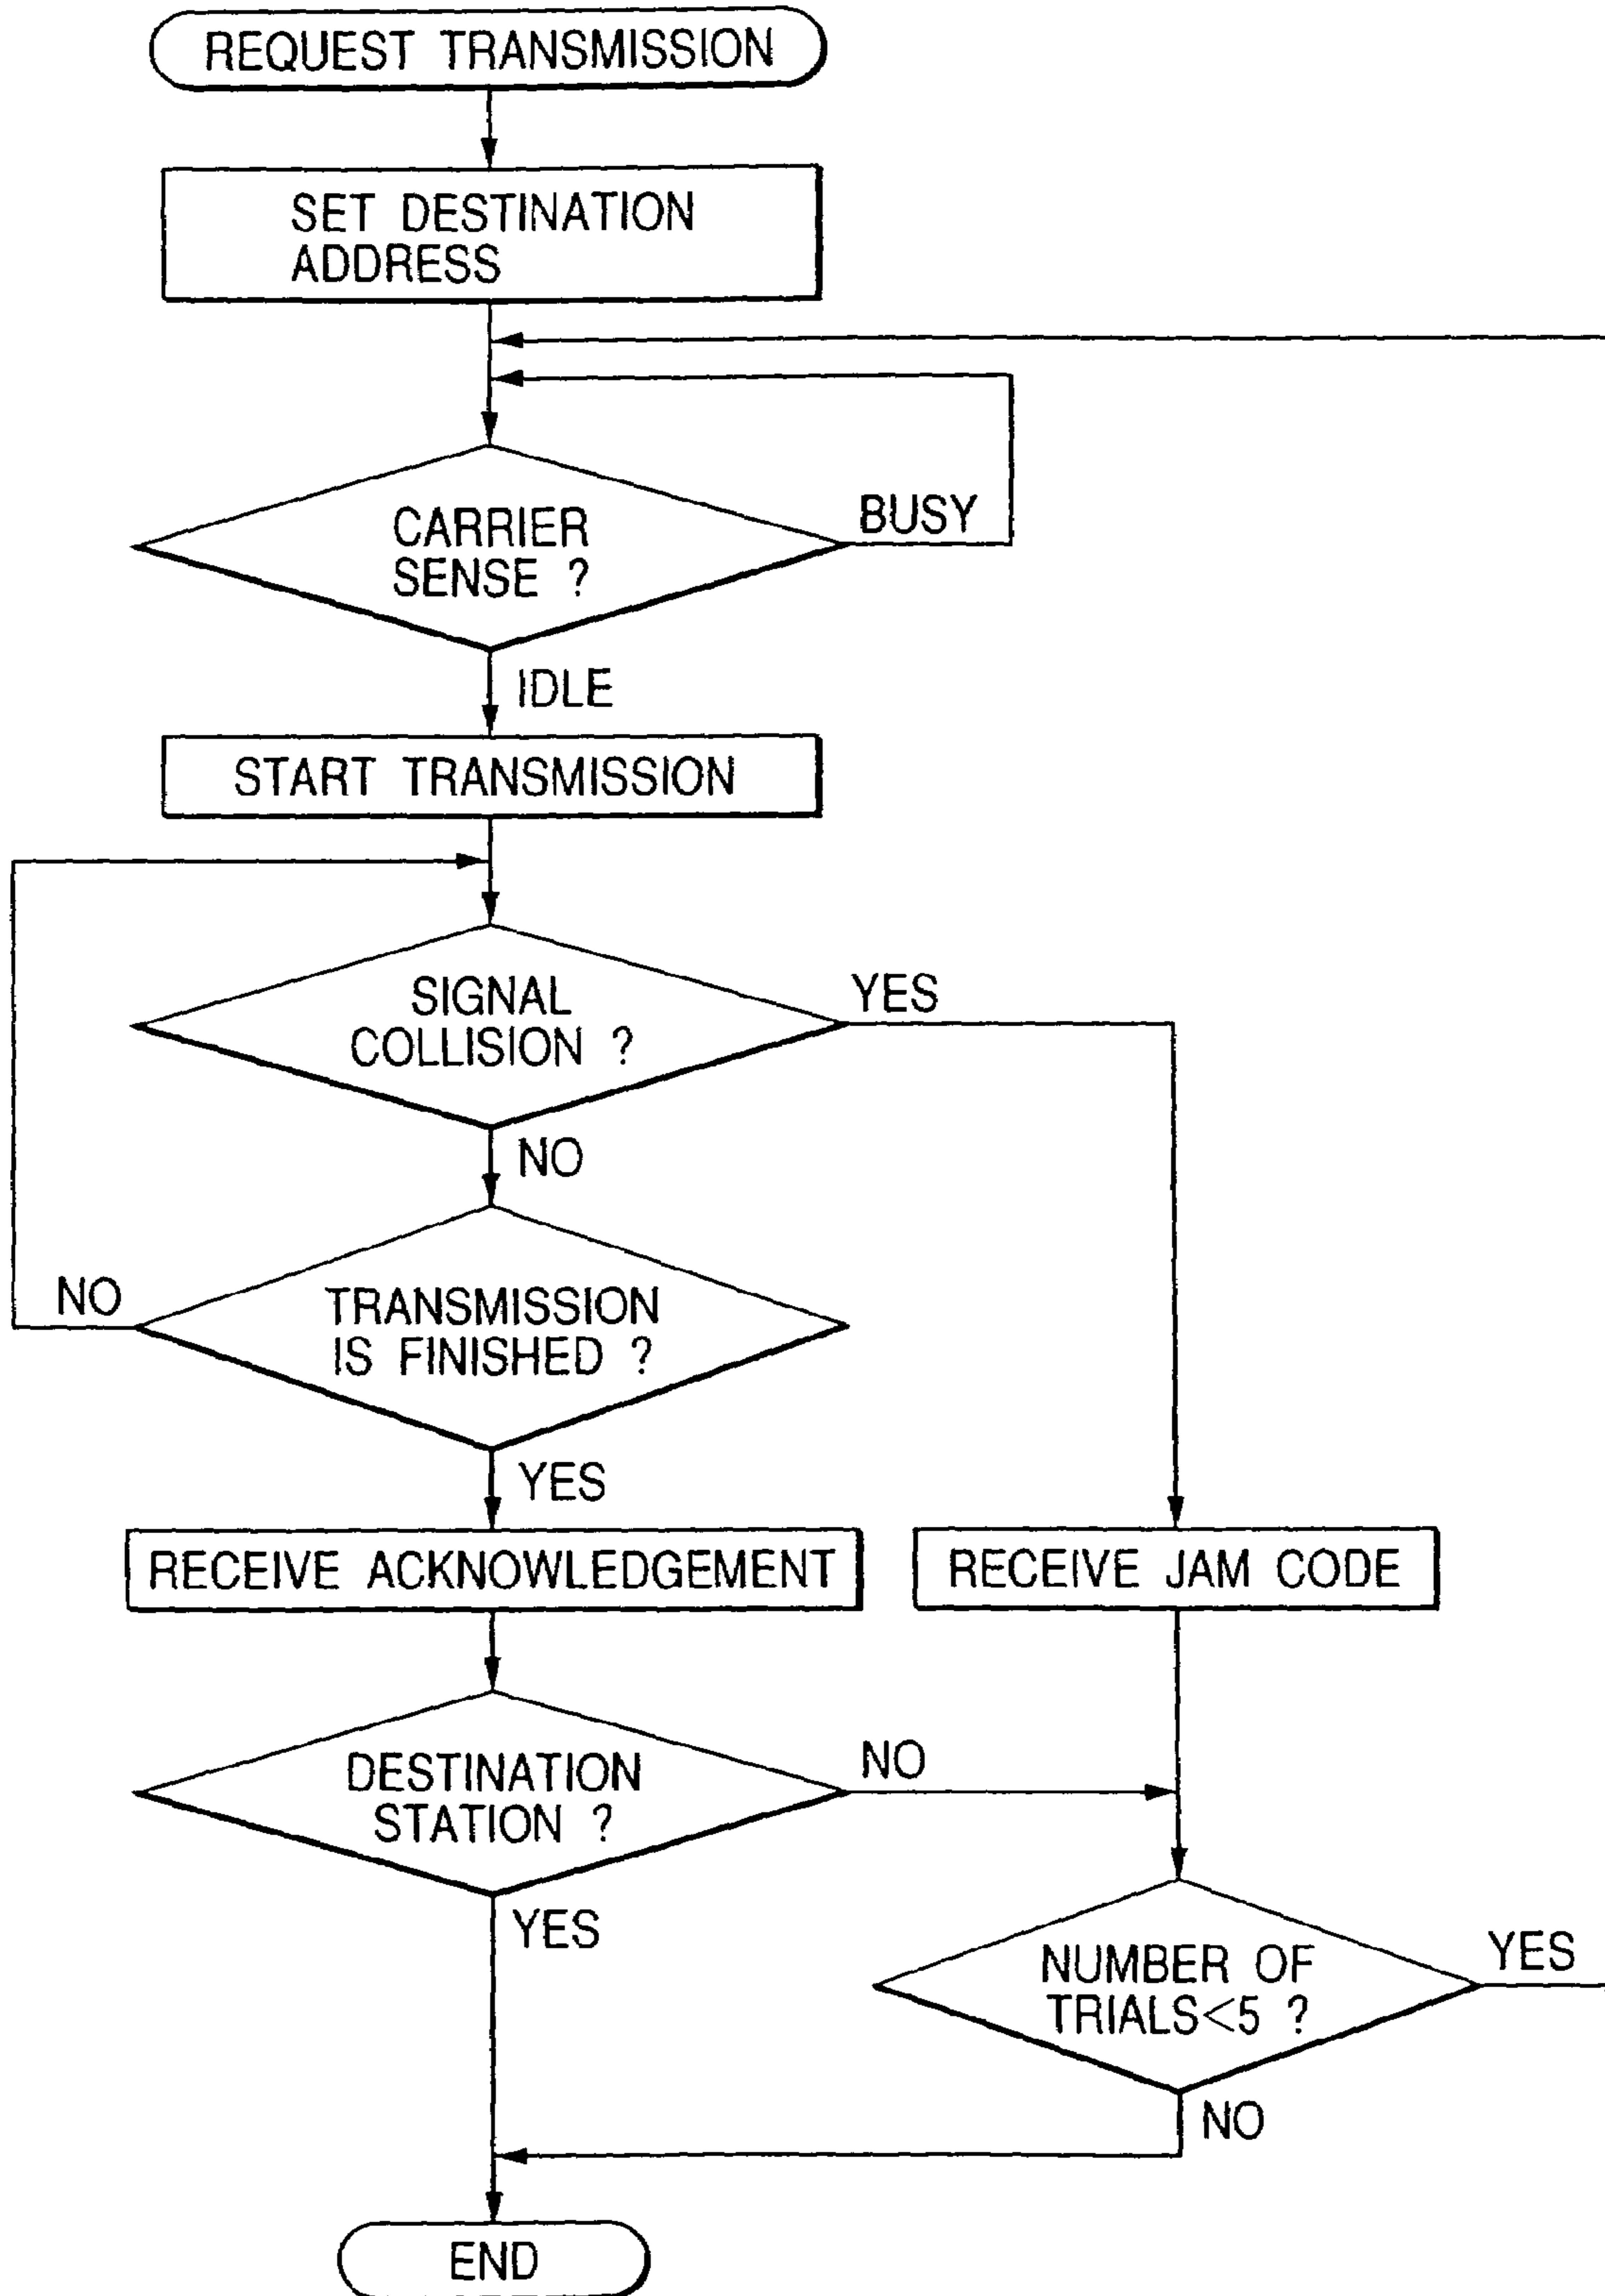 REQUEST TRANSMISSION
SET DESTINATION
ADDRESS
CARRIER
SENSE ?
BUSY
IDLE
START TRANSMISSION
SIGNAL
COLLISION ?
YES
NO
TRANSMISSION
IS FINISHED ?
NO
YES
RECEIVE ACKNOWLEDGEMENT
RECEIVE JAM CODE
DESTINATION
STATION ?
NO
YES
NUMBER OF
TRIALS<5 ?
YES
NO
END